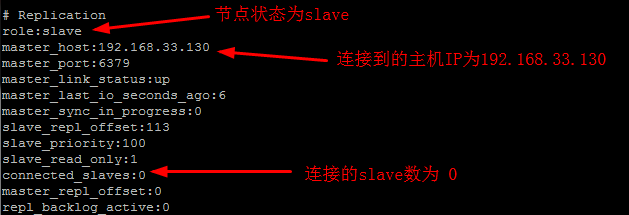 # Replication
节点状态为slave
role:slave
master_host:192.168.33.130
连接到的主机IP为192.168.33.130
master_port:6379
master_link_status:up
master_last_io_seconds_ago:6
master_sync_in_progress:0
slave_repl_offset:113
slave_priority:100
slave_read_only:1
connected_slaves:0
连接的slave数为 0
master_repl_offset:0
repl_backlog_active:0